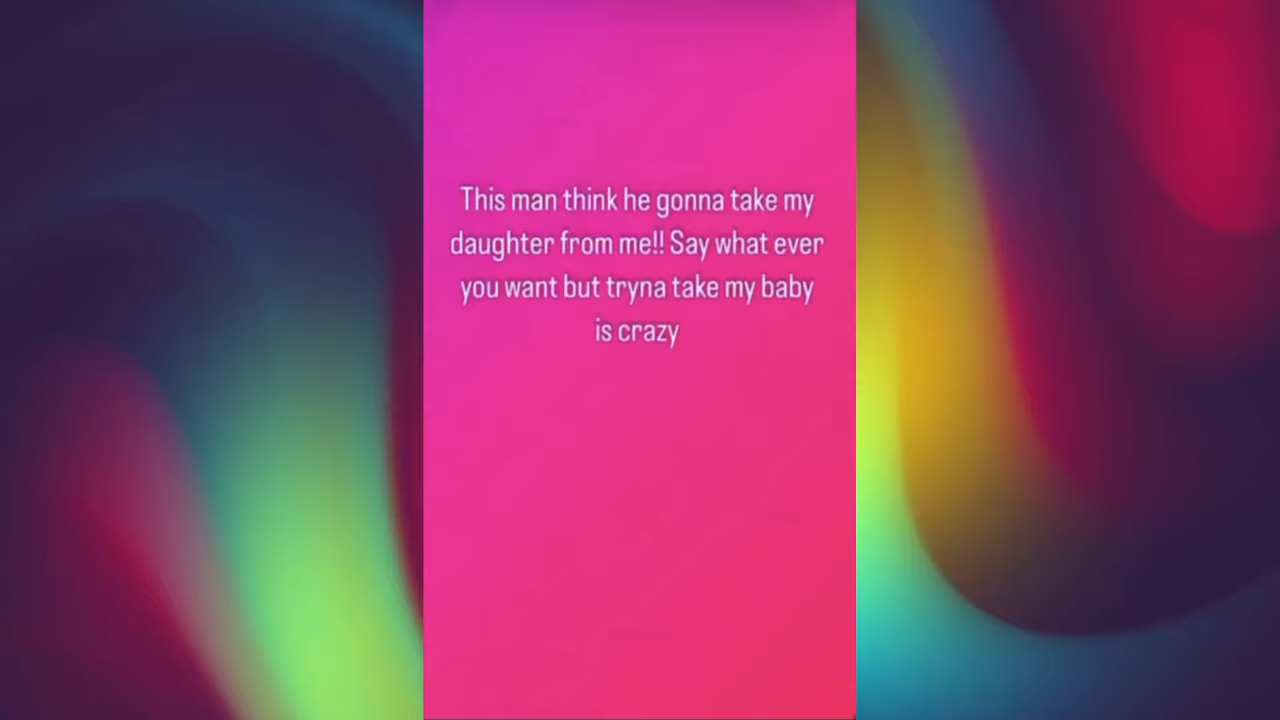 This man think he gonna take my
daughter from me!! Say what ever
you want but tryna take my baby
is crazy